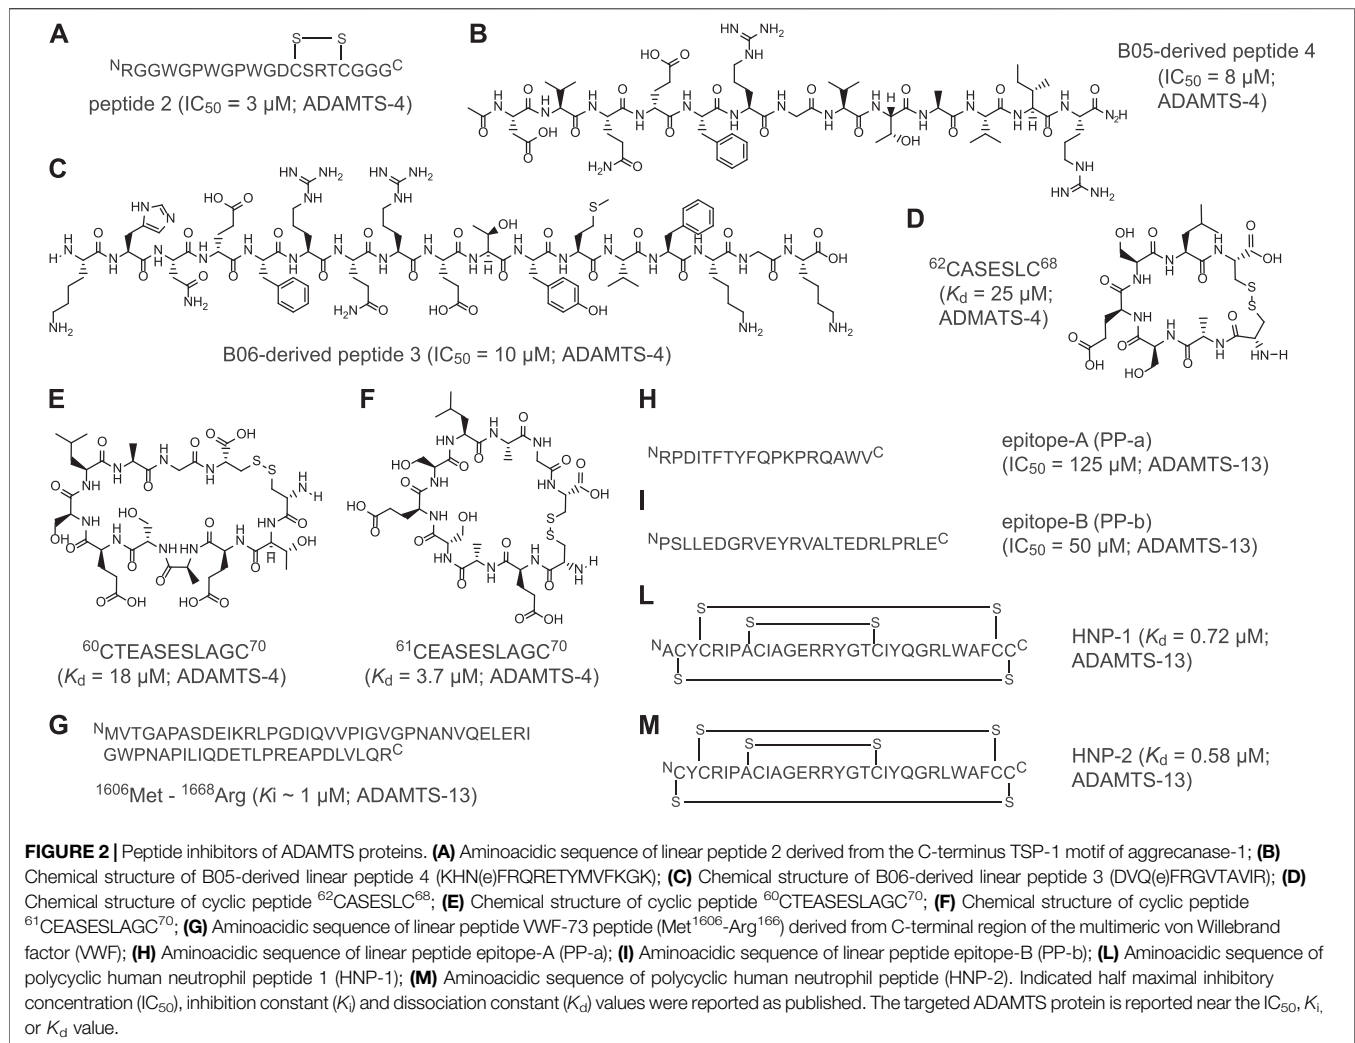 A
S S
NRGGWGPWGPWGDCSRTCGGGC
peptide 2 (IC50 = 3 µM; ADAMTS-4)
B
B05-derived peptide 4
(IC50 = 8 µM;
ADAMTS-4)
C
B06-derived peptide 3 (IC50 = 10 µM; ADAMTS-4)
D
62CASESLC68
(Kd = 25 µM;
ADMATS-4)
E
60CTEASESLAGC70
(Kd = 18 µM; ADAMTS-4)
F
61CEASESLAGC70
(Kd = 3.7 µM; ADAMTS-4)
G
NMVTGAPASDEIKRLPGDIQVVPIGVGPNANVQELERI
GWPNAPILIQDETLPREAPDLVLQRC
1606Met - 1668Arg (Ki ~ 1 µM; ADAMTS-13)
H
NRPDITFTYFQPKPRQAWVC
epitope-A (PP-a)
(IC50 = 125 µM; ADAMTS-13)
I
NPSLLEDGRVEYRVALTEDRLPRLEC
epitope-B (PP-b)
(IC50 = 50 µM; ADAMTS-13)
L
S S
S S
NACYCRIPACIAGERRYGTCIYQGRLWAFCCC
S S
HNP-1 (Kd = 0.72 µM;
ADAMTS-13)
M
S S
S S
NCYCRIPACIAGERRYGTCIYQGRLWAFCCC
S S
HNP-2 (Kd = 0.58 µM;
ADAMTS-13)
FIGURE 2 | Peptide inhibitors of ADAMTS proteins. (A) Aminoacidic sequence of linear peptide 2 derived from the C-terminus TSP-1 motif of aggrecanase-1; (B)
Chemical structure of B05-derived linear peptide 4 (KHN(e)FRQRETYMVFKGK); (C) Chemical structure of B06-derived linear peptide 3 (DVQ(e)FRGVTAVIR); (D)
Chemical structure of cyclic peptide 62CASESLC68; (E) Chemical structure of cyclic peptide 60CTEASESLAGC70; (F) Chemical structure of cyclic peptide
61CEASESLAGC70; (G) Aminoacidic sequence of linear peptide VWF-73 peptide (Met1606-Arg166) derived from C-terminal region of the multimeric von Willebrand
factor (VWF); (H) Aminoacidic sequence of linear peptide epitope-A (PP-a); (I) Aminoacidic sequence of linear peptide epitope-B (PP-b); (L) Aminoacidic sequence of
polycyclic human neutrophil peptide 1 (HNP-1); (M) Aminoacidic sequence of polycyclic human neutrophil peptide (HNP-2). Indicated half maximal inhibitory
concentration (IC50), inhibition constant (Ki) and dissociation constant (Kd) values were reported as published. The targeted ADAMTS protein is reported near the IC50, Ki,
or Kd value.